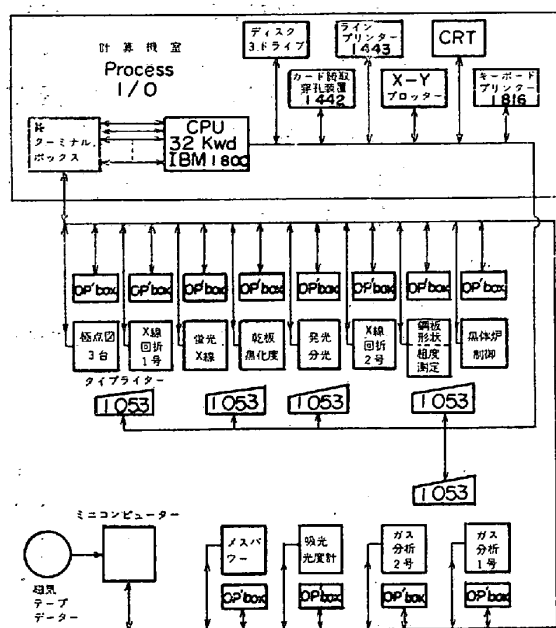 計算機室
Process
I/O
ディスク
3.ドライブ
ライン
プリンター
1443
CRT
カード読取
穿孔装置
1442
X-Y
プロッター
キーボード
プリンター
1816
ターミナル.
ボックス
CPU
32 Kwd
IBM 1800
OP'box
OP'box
OP'box
OP'box
OP'box
OP'box
OP'box
OP'box
極点図
3台
X線
回折
1号
蛍光
X線
乾板
黒化度
発光
分光
X線
回折
2号
鋼板
形状
粗度
測定
黒体炉
制御
タイプライター
1053
1053
1053
1053
1053
ミニコンピューター
磁気
テープ
データー
メスバ
ウー
吸光
光度計
ガス
分析
2号
ガス
分析
1号
OP'box
OP'box
OP'box
OP'box